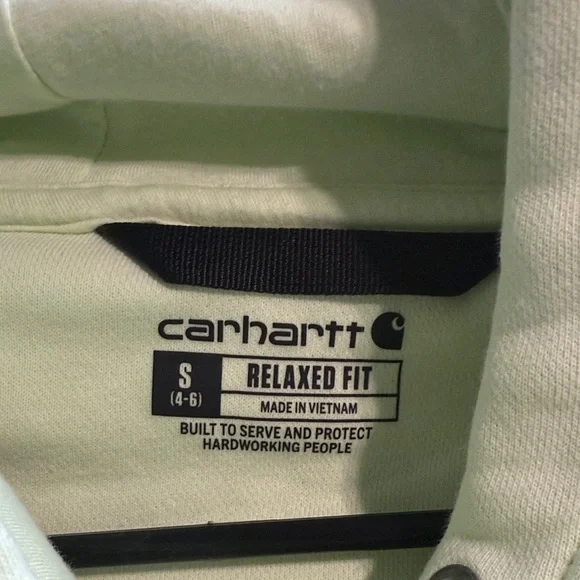 carhartt
S
(4-6)
RELAXED FIT
MADE IN VIETNAM
BUILT TO SERVE AND PROTECT
HARDWORKING PEOPLE